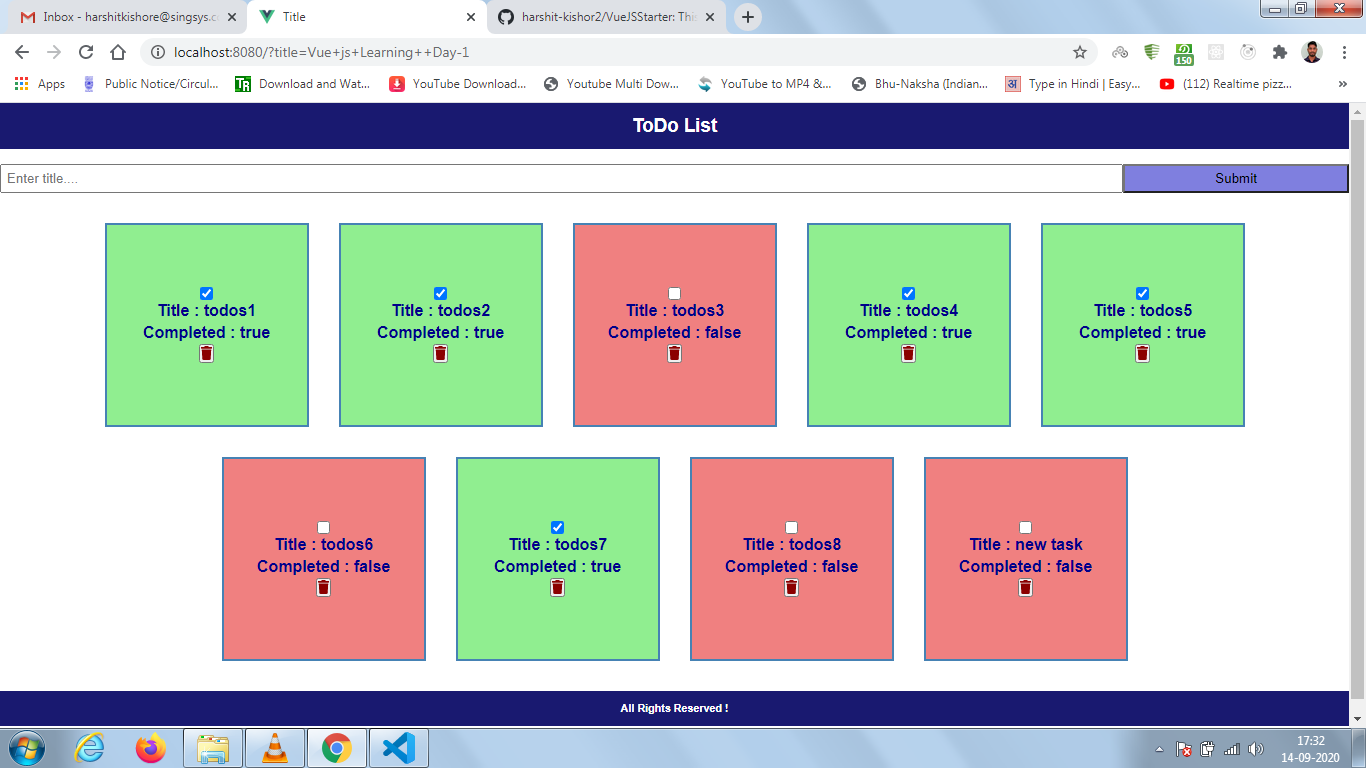 Inbox - harshitkishore@singsys.c
Title
harshit-kishor2/VueJSStarter: This
localhost:8080/?title=Vue+js+Learning++Day-1
150
Apps
Public Notice/Circul...
TR
Download and Wat...
YouTube Download...
Youtube Multi Dow...
YouTube to MP4 &...
Bhu-Naksha (Indian...
अ
Type in Hindi | Easy...
(112) Realtime pizz...
»
ToDo List
Enter title....
Submit
Title : todos1
Completed : true
Title : todos2
Completed : true
Title : todos3
Completed : false
Title : todos4
Completed : true
Title : todos5
Completed : true
Title : todos6
Completed : false
Title : todos7
Completed : true
Title : todos8
Completed : false
Title : new task
Completed : false
All Rights Reserved !
17:32
14-09-2020